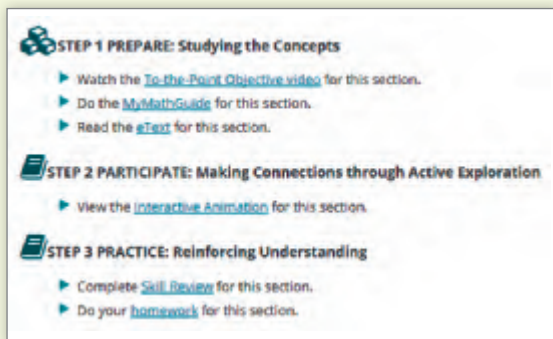 STEP 1 PREPARE: Studying the Concepts
Watch the To-the-Point Objective video for this section.
Do the MyMathGuide for this section.
Read the eText for this section.
STEP 2 PARTICIPATE: Making Connections through Active Exploration
View the Interactive Animation for this section.
STEP 3 PRACTICE: Reinforcing Understanding
Complete Skill Review for this section.
Do your homework for this section.